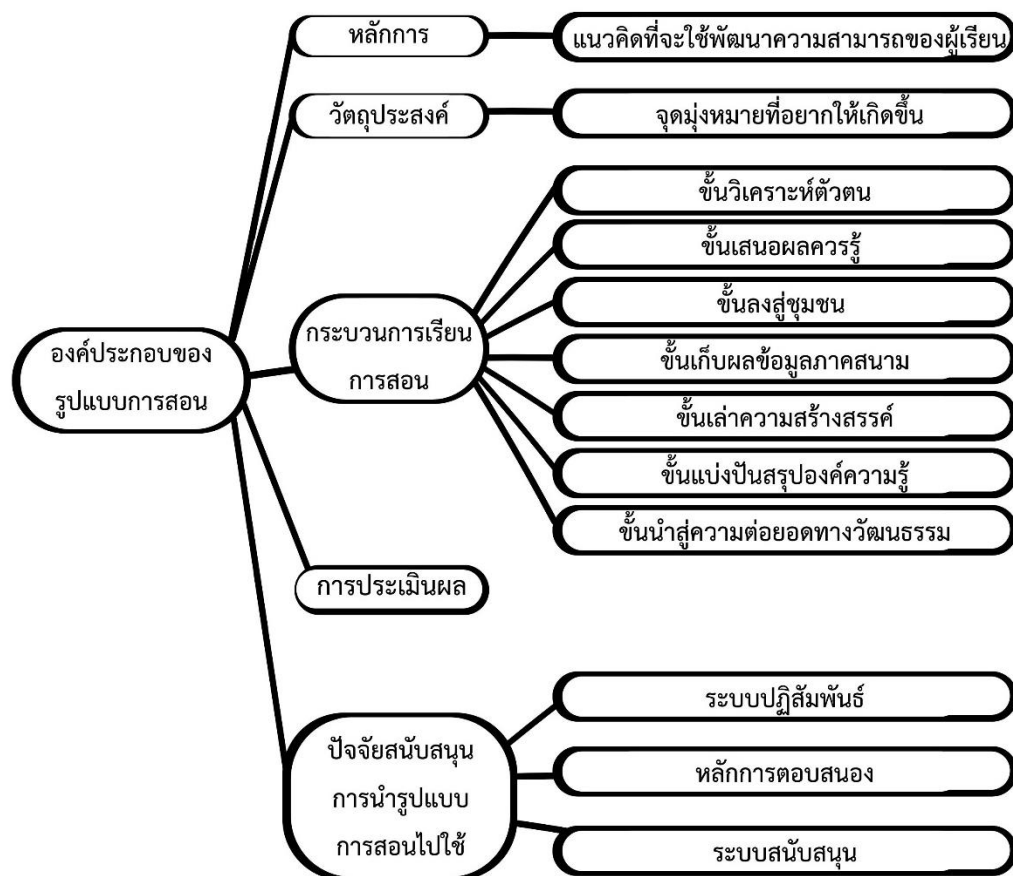 หลักการ
แนวคิดที่จะใช้พัฒนาความสามารถของผู้เรียน
วัตถุประสงค์
จุดมุ่งหมายที่อยากให้เกิดขึ้น
องค์ประกอบของ
รูปแบบการสอน
กระบวนการเรียน
การสอน
ขั้นวิเคราะห์ตัวตน
ขั้นเสนอผลควรรู้
ขั้นลงสู่ชุมชน
ขั้นเก็บผลข้อมูลภาคสนาม
ขั้นเล่าความสร้างสรรค์
ขั้นแบ่งปันสรุปองค์ความรู้
ขั้นนำสู่ความต่อยอดทางวัฒนธรรม
การประเมินผล
ปัจจัยสนับสนุน
การนำรูปแบบ
การสอนไปใช้
ระบบปฏิสัมพันธ์
หลักการตอบสนอง
ระบบสนับสนุน